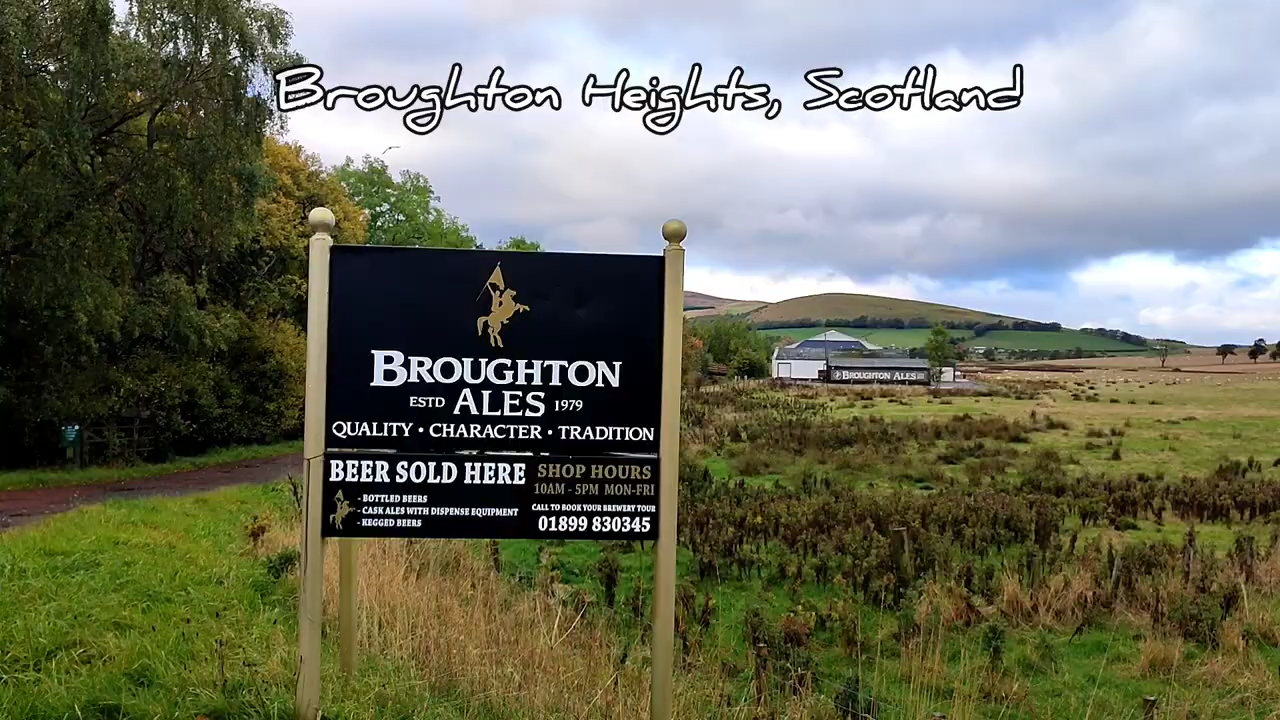 Broughton Heights, Scotland
BROUGHTON
ESTD ALES 1979
QUALITY · CHARACTER · TRADITION
BEER SOLD HERE
- BOTTLED BEERS
- CASK ALES WITH DISPENSE EQUIPMENT
- KEGGED BEERS
SHOP HOURS
10AM - 5PM MON-FRI
CALL TO BOOK YOUR BREWERY TOUR
01899 830345
BROUGHTON ALES